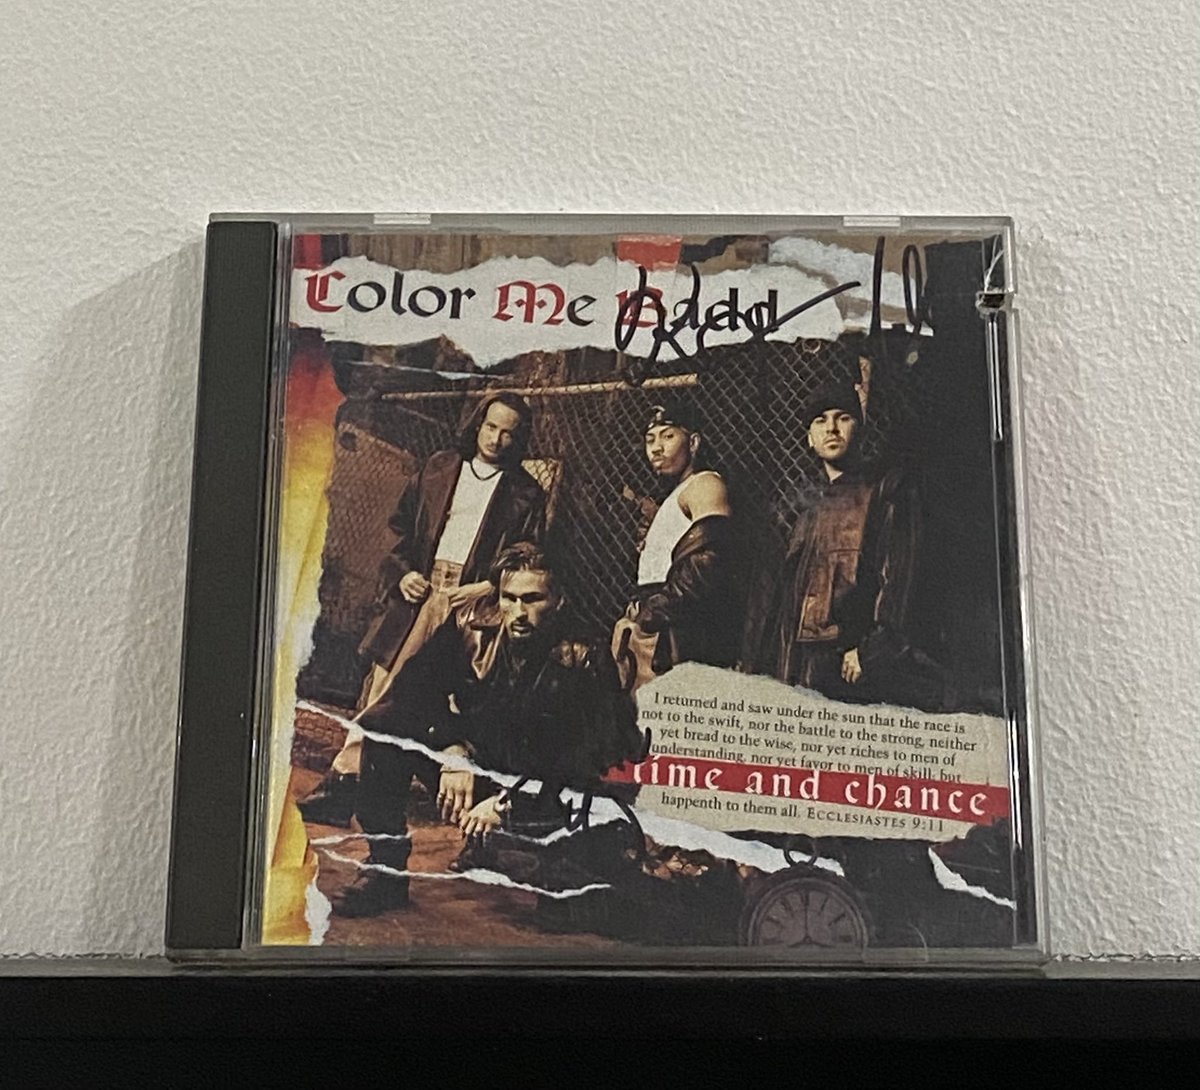 Color Me Badd
I returned and saw under the sun that the race is
not to the swift, nor the battle to the strong, neither
yet bread to the wise, nor yet riches to men of
understanding, nor yet favor to men of skill, but
time and chance
happenth to them all. ECCLESIASTES 9:11